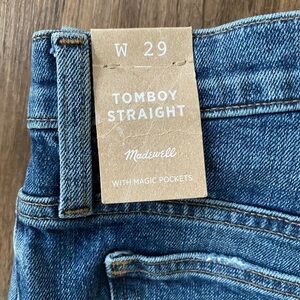 W 29
TOMBOY
STRAIGHT
Madewell
WITH MAGIC POCKETS